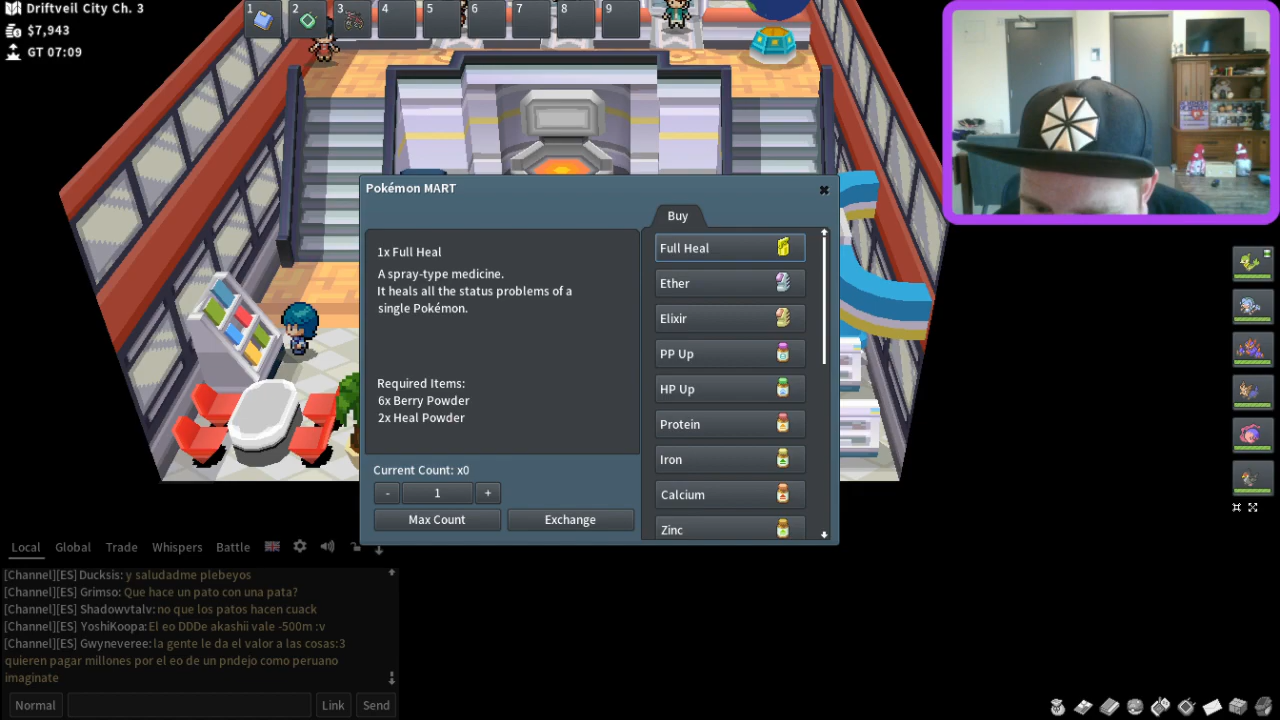 Driftveil City Ch. 3
$7,943
GT 07:09
1 2 3 4 5 6 7 8 9
Pokémon MART
Buy
1x Full Heal
A spray-type medicine.
It heals all the status problems of a
single Pokémon.
Required Items:
6x Berry Powder
2x Heal Powder
Current Count: x0
- 1 +
Max Count
Exchange
Full Heal
Ether
Elixir
PP Up
HP Up
Protein
Iron
Calcium
Zinc
Local Global Trade Whispers Battle
[Channel][ES] Ducksis: y saludadme plebeyos
[Channel][ES] Grimso: Que hace un pato con una pata?
[Channel][ES] Shadowvtalv: no que los patos hacen cuack
[Channel][ES] YoshiKoopa: El eo DDDe akashii vale -500m :v
[Channel][ES] Gwyneveree: la gente le da el valor a las cosas:3
quieren pagar millones por el eo de un pndejo como peruano
imaginate
Normal
Link
Send